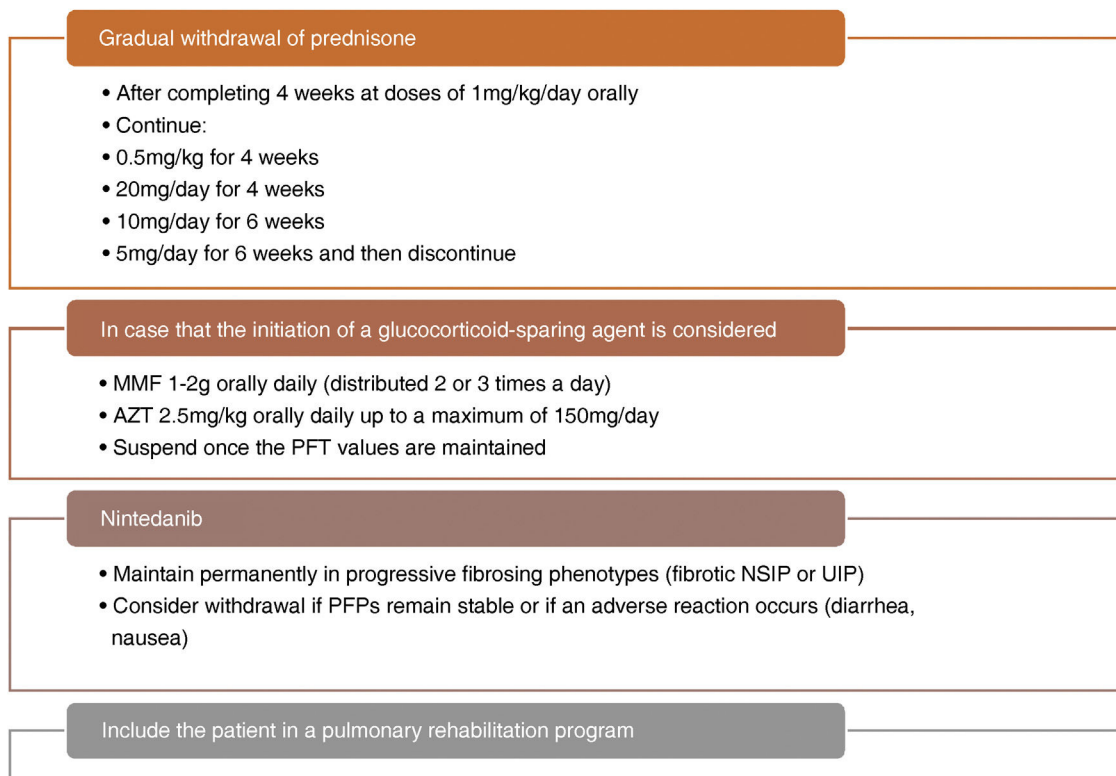 Gradual withdrawal of prednisone
• After completing 4 weeks at doses of 1mg/kg/day orally
• Continue:
• 0.5mg/kg for 4 weeks
• 20mg/day for 4 weeks
• 10mg/day for 6 weeks
• 5mg/day for 6 weeks and then discontinue
In case that the initiation of a glucocorticoid-sparing agent is considered
• MMF 1-2g orally daily (distributed 2 or 3 times a day)
• AZT 2.5mg/kg orally daily up to a maximum of 150mg/day
• Suspend once the PFT values are maintained
Nintedanib
• Maintain permanently in progressive fibrosing phenotypes (fibrotic NSIP or UIP)
• Consider withdrawal if PFPs remain stable or if an adverse reaction occurs (diarrhea,
nausea)
Include the patient in a pulmonary rehabilitation program